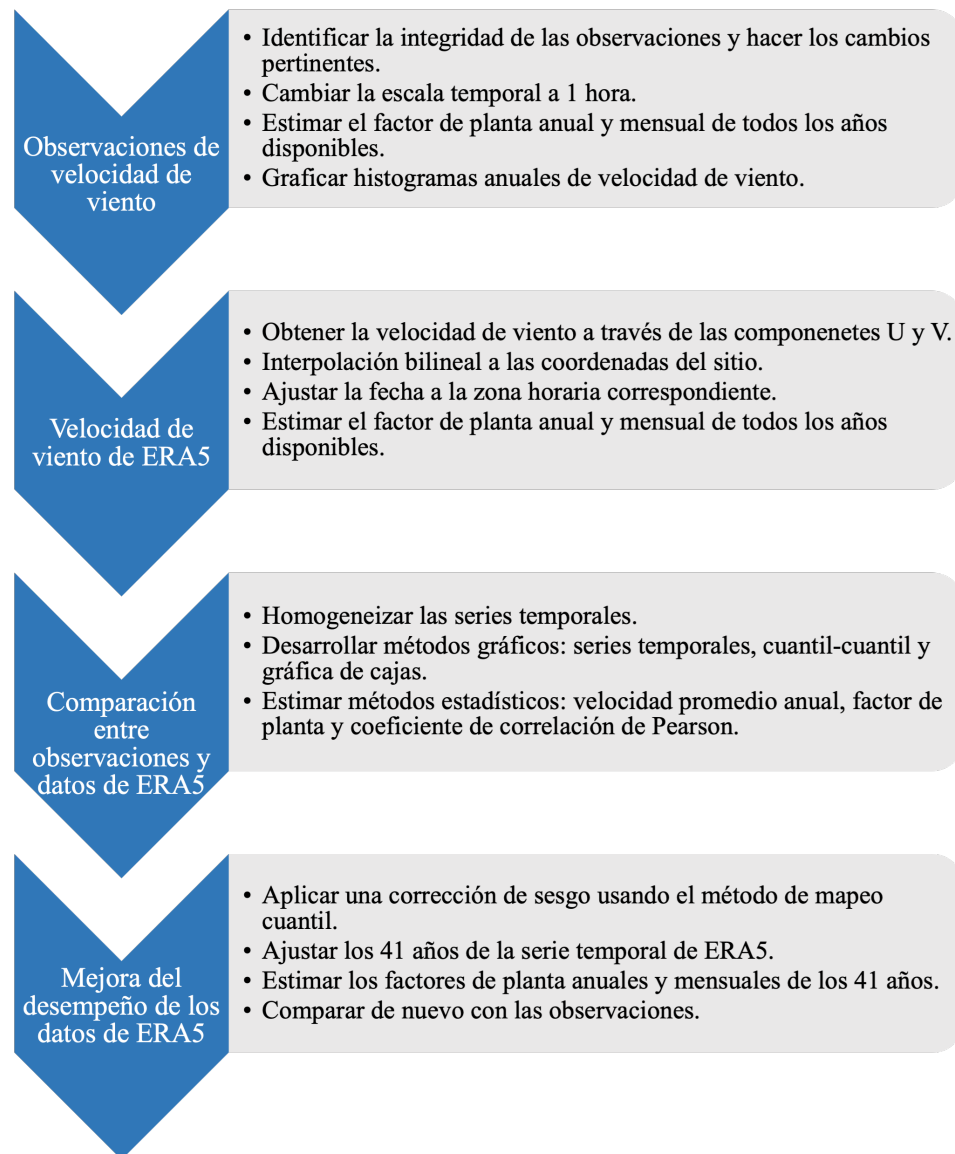 Observaciones de
velocidad de
viento
• Identificar la integridad de las observaciones y hacer los cambios
pertinentes.
• Cambiar la escala temporal a 1 hora.
• Estimar el factor de planta anual y mensual de todos los años
disponibles.
• Graficar histogramas anuales de velocidad de viento.
Velocidad de
viento de ERA5
• Obtener la velocidad de viento a través de las componenetes U y V.
• Interpolación bilineal a las coordenadas del sitio.
• Ajustar la fecha a la zona horaria correspondiente.
• Estimar el factor de planta anual y mensual de todos los años
disponibles.
Comparación
entre
observaciones y
datos de ERA5
• Homogeneizar las series temporales.
• Desarrollar métodos gráficos: series temporales, cuantil-cuantil y
gráfica de cajas.
• Estimar métodos estadísticos: velocidad promedio anual, factor de
planta y coeficiente de correlación de Pearson.
Mejora del
desempeño de los
datos de ERA5
• Aplicar una corrección de sesgo usando el método de mapeo
cuantil.
• Ajustar los 41 años de la serie temporal de ERA5.
• Estimar los factores de planta anuales y mensuales de los 41 años.
• Comparar de nuevo con las observaciones.